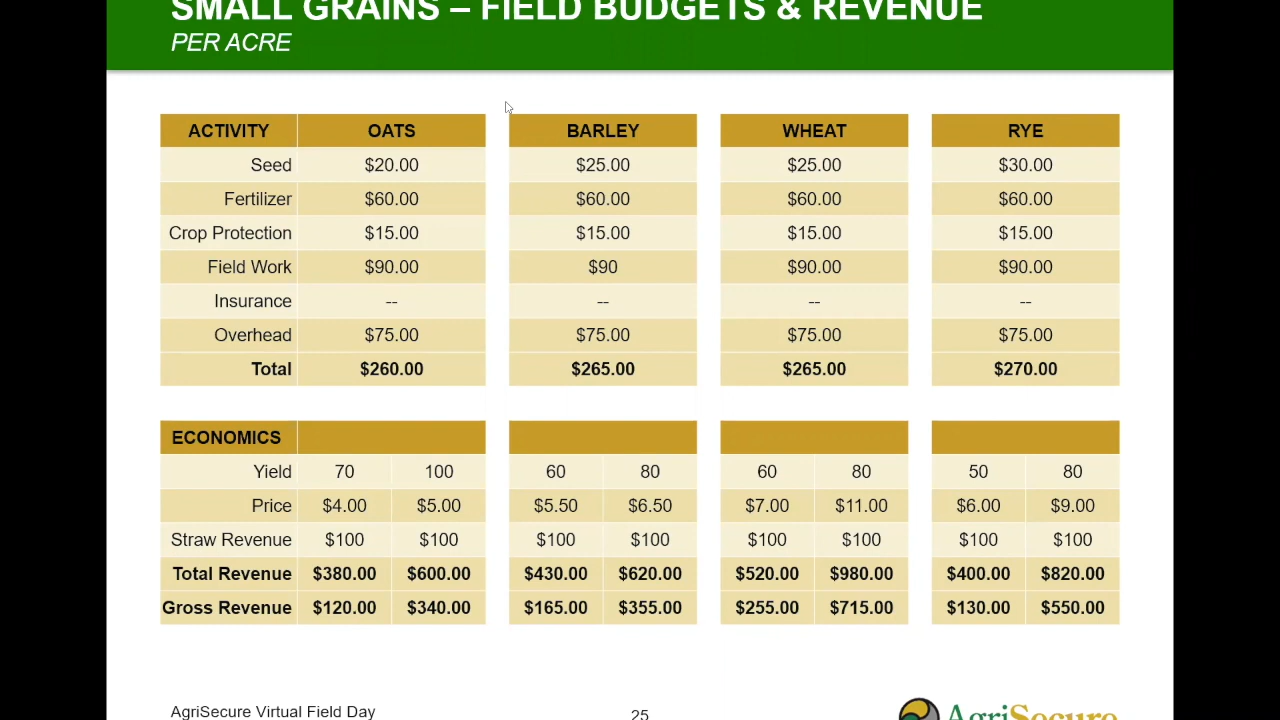 SMALL GRAINS – FIELD BUDGETS & REVENUE
PER ACRE
ACTIVITY OATS BARLEY WHEAT RYE
Seed $20.00 $25.00 $25.00 $30.00
Fertilizer $60.00 $60.00 $60.00 $60.00
Crop Protection $15.00 $15.00 $15.00 $15.00
Field Work $90.00 $90 $90.00 $90.00
Insurance -- -- -- --
Overhead $75.00 $75.00 $75.00 $75.00
Total $260.00 $265.00 $265.00 $270.00
ECONOMICS
Yield 70 100 60 80 60 80 50 80
Price $4.00 $5.00 $5.50 $6.50 $7.00 $11.00 $6.00 $9.00
Straw Revenue $100 $100 $100 $100 $100 $100 $100 $100
Total Revenue $380.00 $600.00 $430.00 $620.00 $520.00 $980.00 $400.00 $820.00
Gross Revenue $120.00 $340.00 $165.00 $355.00 $255.00 $715.00 $130.00 $550.00
AgriSecure Virtual Field Day 25 AgriSecure